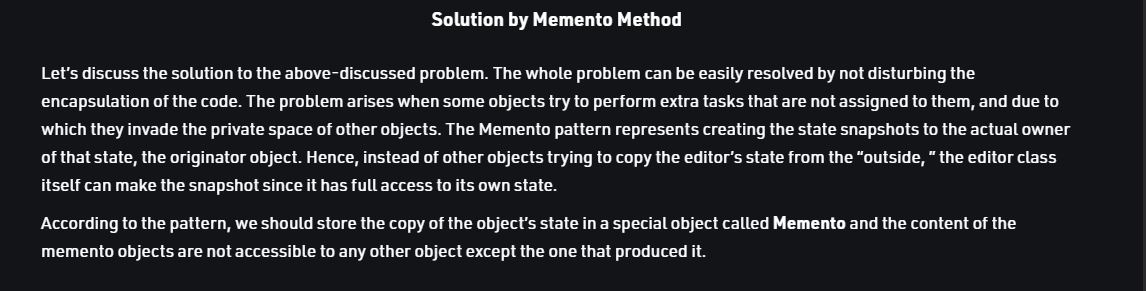 Solution by Memento Method
Let's discuss the solution to the above-discussed problem. The whole problem can be easily resolved by not disturbing the
encapsulation of the code. The problem arises when some objects try to perform extra tasks that are not assigned to them, and due to
which they invade the private space of other objects. The Memento pattern represents creating the state snapshots to the actual owner
of that state, the originator object. Hence, instead of other objects trying to copy the editor's state from the “outside, ” the editor class
itself can make the snapshot since it has full access to its own state.
According to the pattern, we should store the copy of the object's state in a special object called Memento and the content of the
memento objects are not accessible to any other object except the one that produced it.